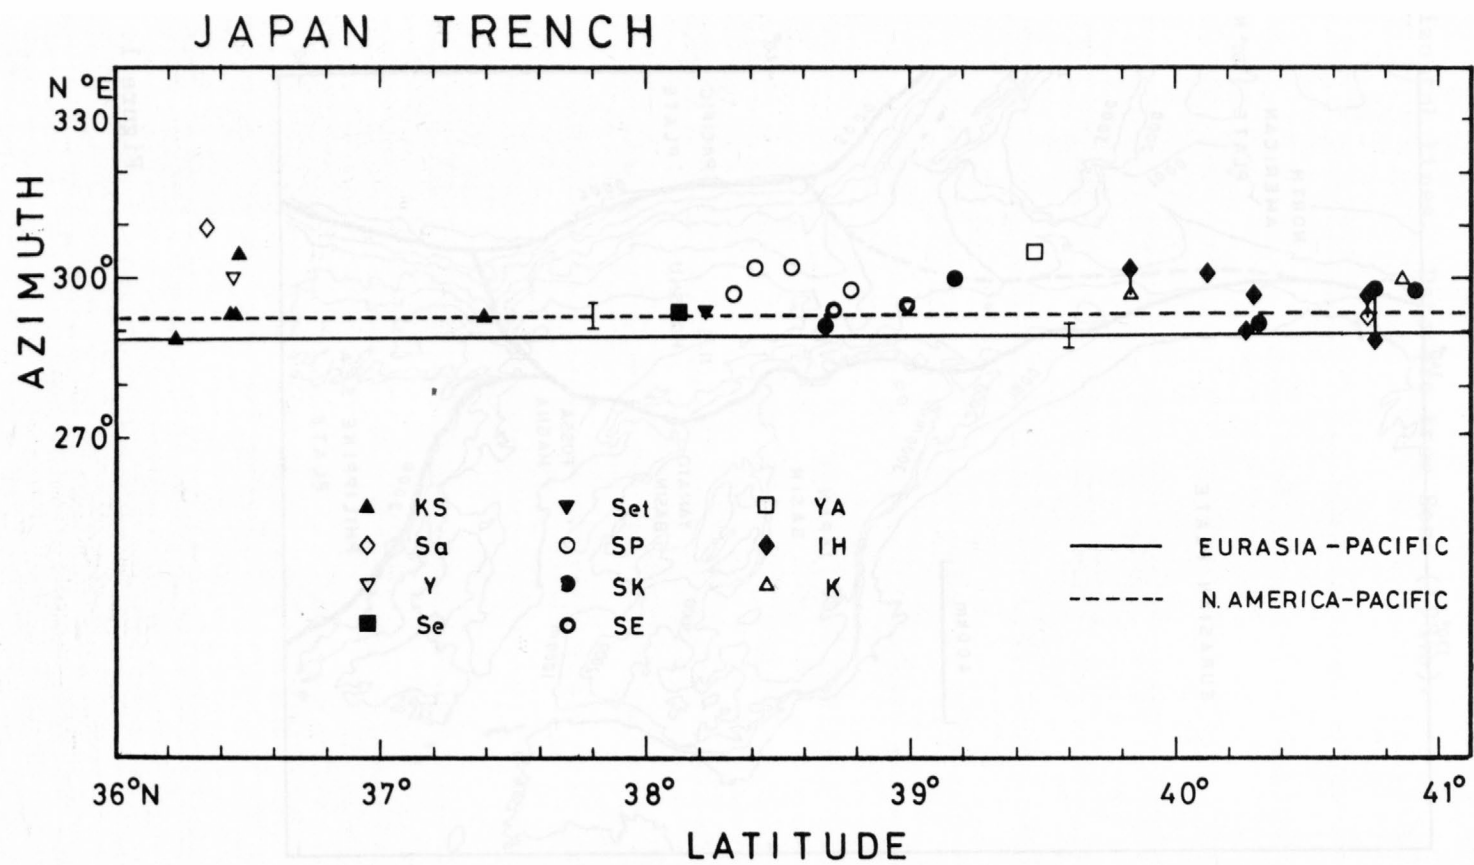 JAPAN TRENCH
N °E
330
300°
270°
AZIMUTH
KS Set YA
Sa SP IH
Y SK K
Se SE
EURASIA-PACIFIC
N. AMERICA-PACIFIC
36°N 37° 38° 39° 40° 41°
LATITUDE